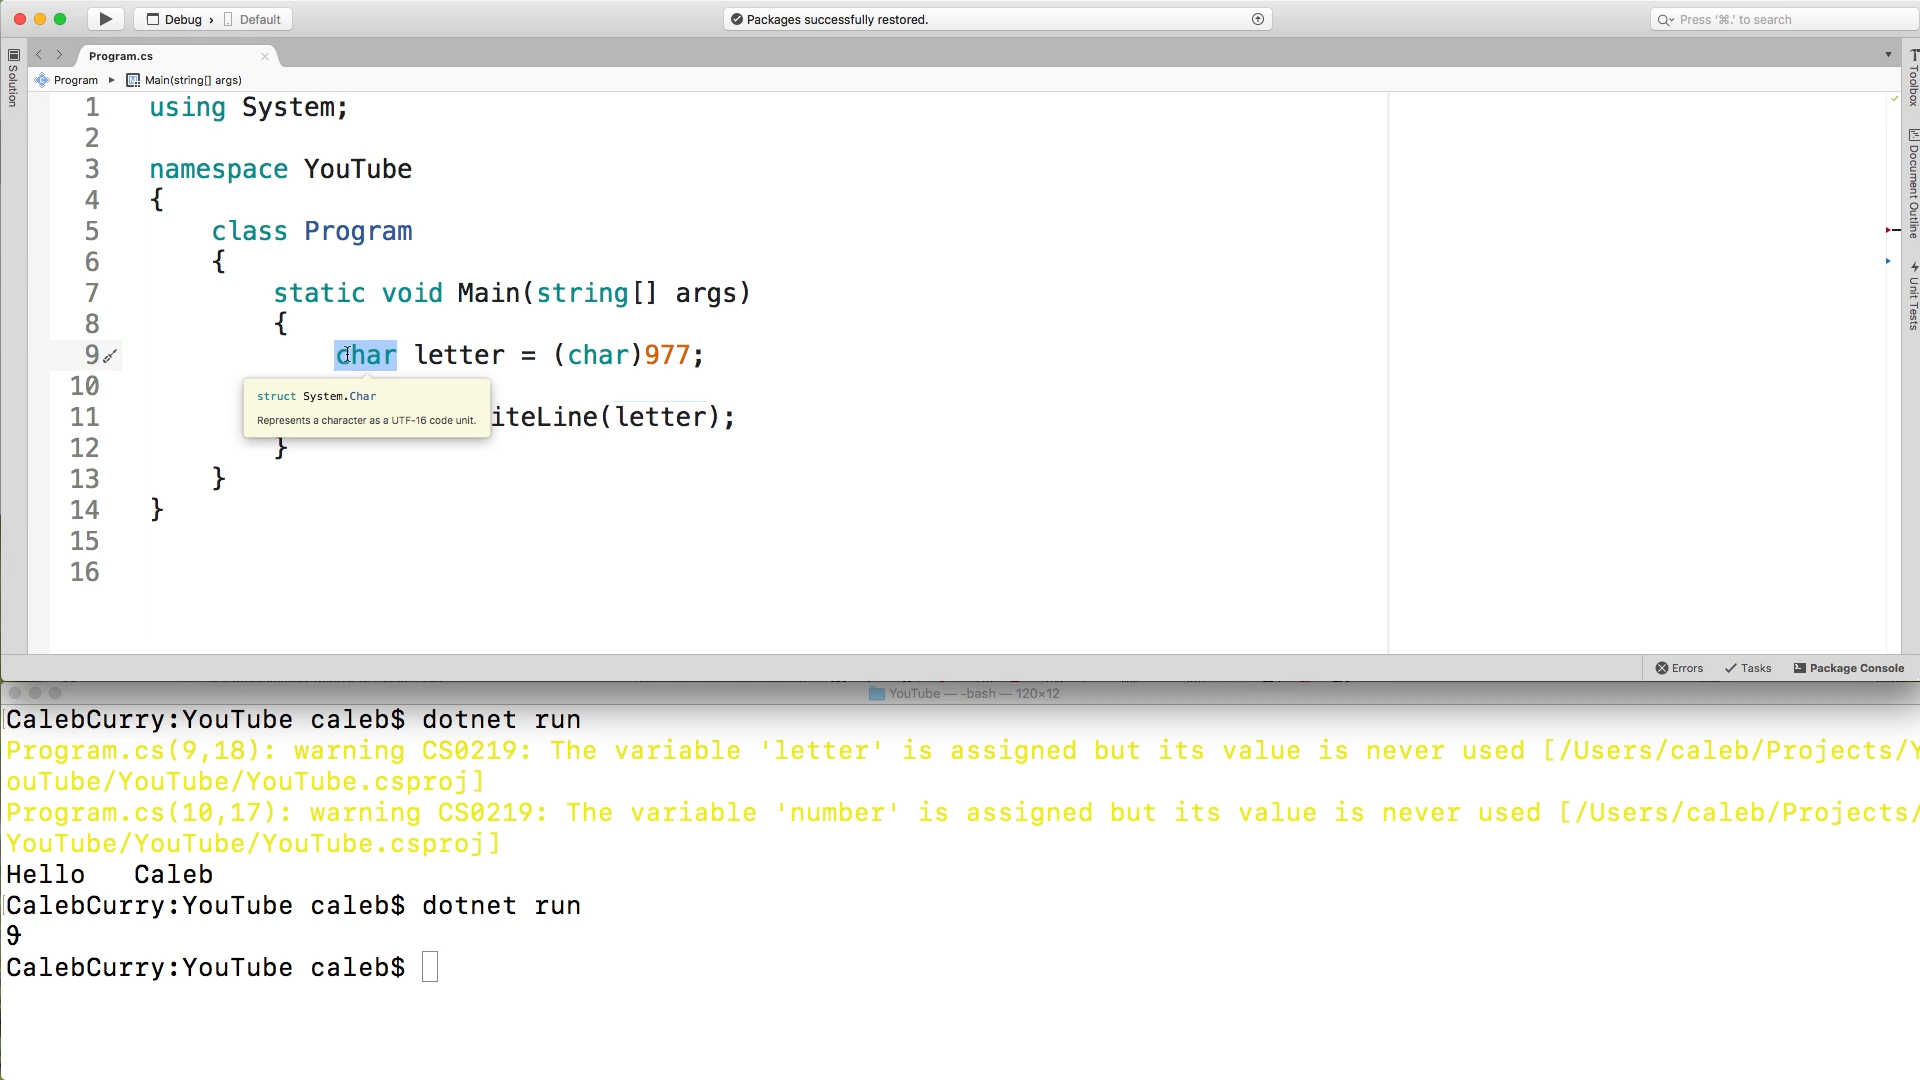 Debug › Default
Packages successfully restored.
Press '⌘.' to search
Program.cs
Program ▸ Main(string[] args)
Solution
Toolbox
Document Outline
Unit Tests
1 using System;
2
3 namespace YouTube
4 {
5 class Program
6 {
7 static void Main(string[] args)
8 {
9 char letter = (char)977;
10
struct System.Char
Represents a character as a UTF-16 code unit.
11 iteLine(letter);
12 }
13 }
14 }
15
16
Errors Tasks Package Console
YouTube — -bash — 120×12
CalebCurry:YouTube caleb$ dotnet run
Program.cs(9,18): warning CS0219: The variable 'letter' is assigned but its value is never used [/Users/caleb/Projects/Y
ouTube/YouTube/YouTube.csproj]
Program.cs(10,17): warning CS0219: The variable 'number' is assigned but its value is never used [/Users/caleb/Projects/
YouTube/YouTube/YouTube.csproj]
Hello Caleb
CalebCurry:YouTube caleb$ dotnet run
ϑ
CalebCurry:YouTube caleb$